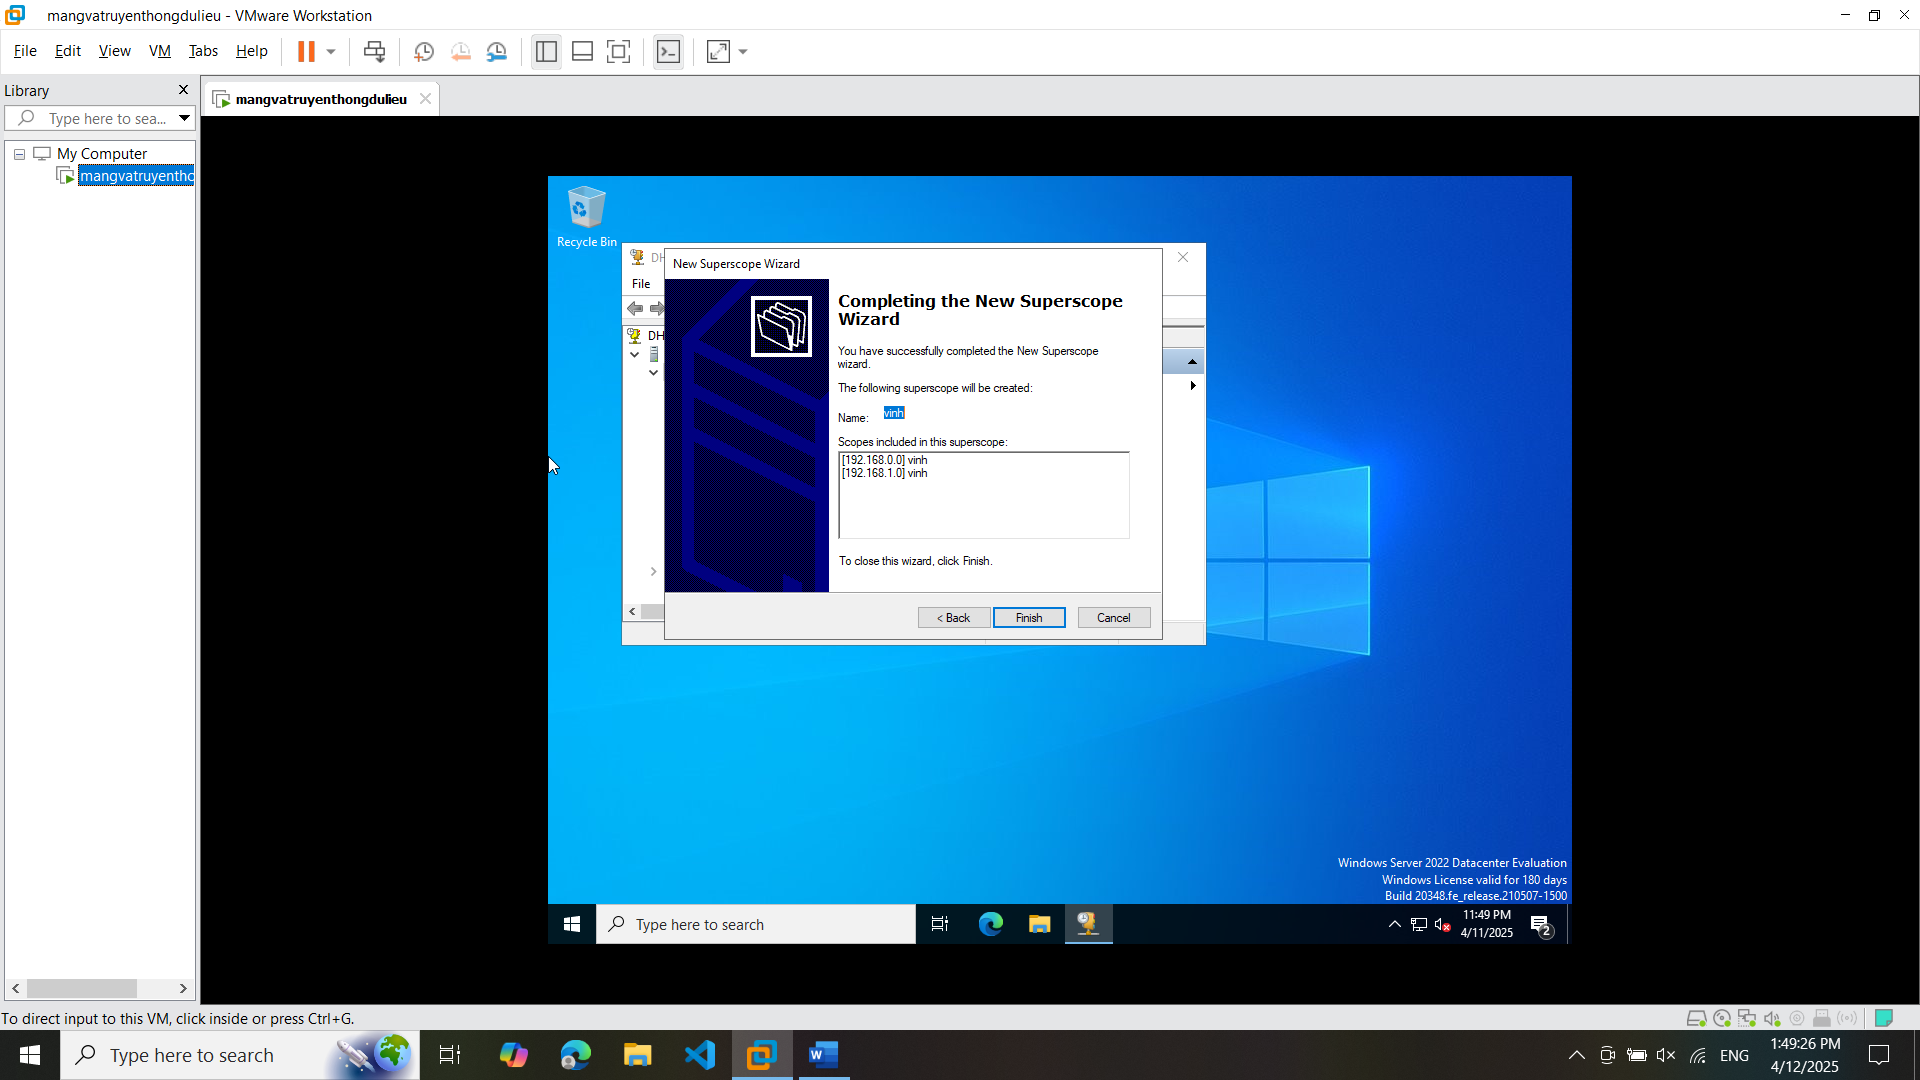 mangvatruyenthongdulieu - VMware Workstation
File Edit View VM Tabs Help
Library
Type here to sea...
My Computer
mangvatruyenthc
mangvatruyenthongdulieu
Recycle Bin
DH
New Superscope Wizard
File
DH
Completing the New Superscope
Wizard
You have successfully completed the New Superscope
wizard.
The following superscope will be created:
Name: vinh
Scopes included in this superscope:
[192.168.0.0] vinh
[192.168.1.0] vinh
To close this wizard, click Finish.
< Back Finish Cancel
Windows Server 2022 Datacenter Evaluation
Windows License valid for 180 days
Build 20348.fe_release.210507-1500
Type here to search
11:49 PM
4/11/2025
2
To direct input to this VM, click inside or press Ctrl+G.
Type here to search
ENG
1:49:26 PM
4/12/2025